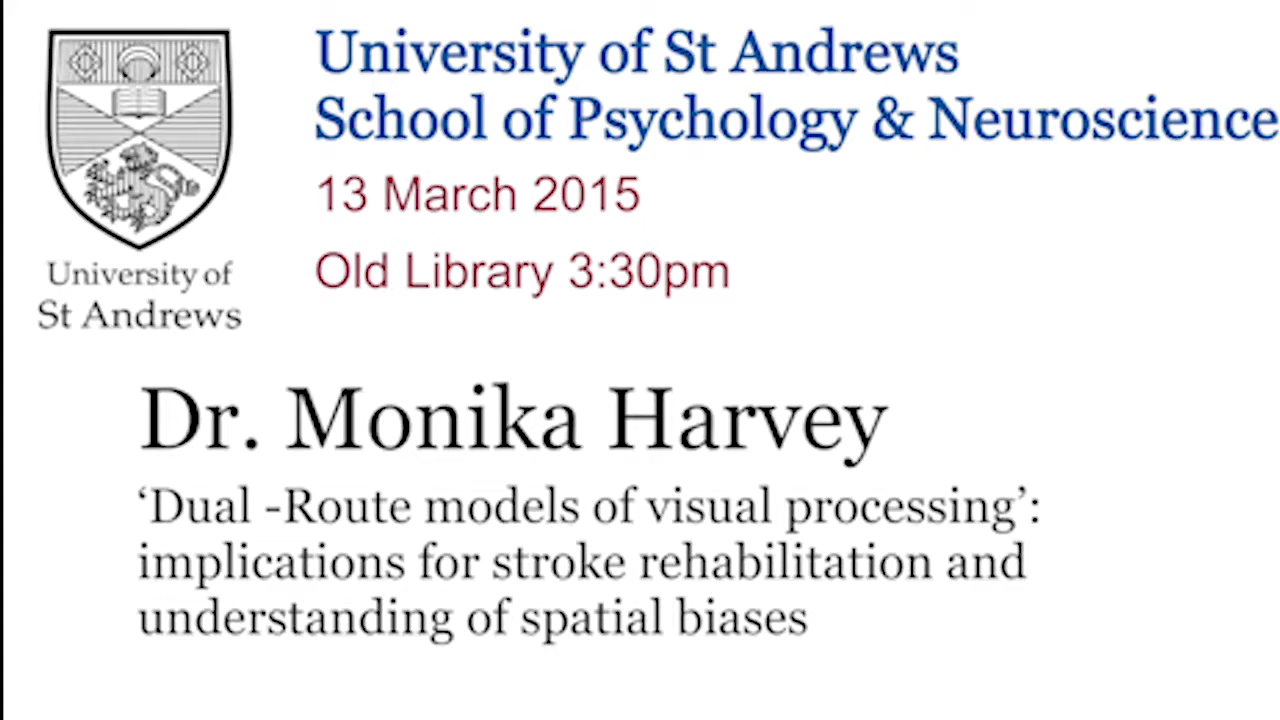 University of St Andrews
School of Psychology & Neuroscience
13 March 2015
Old Library 3:30pm
University of
St Andrews
Dr. Monika Harvey
‘Dual -Route models of visual processing’:
implications for stroke rehabilitation and
understanding of spatial biases